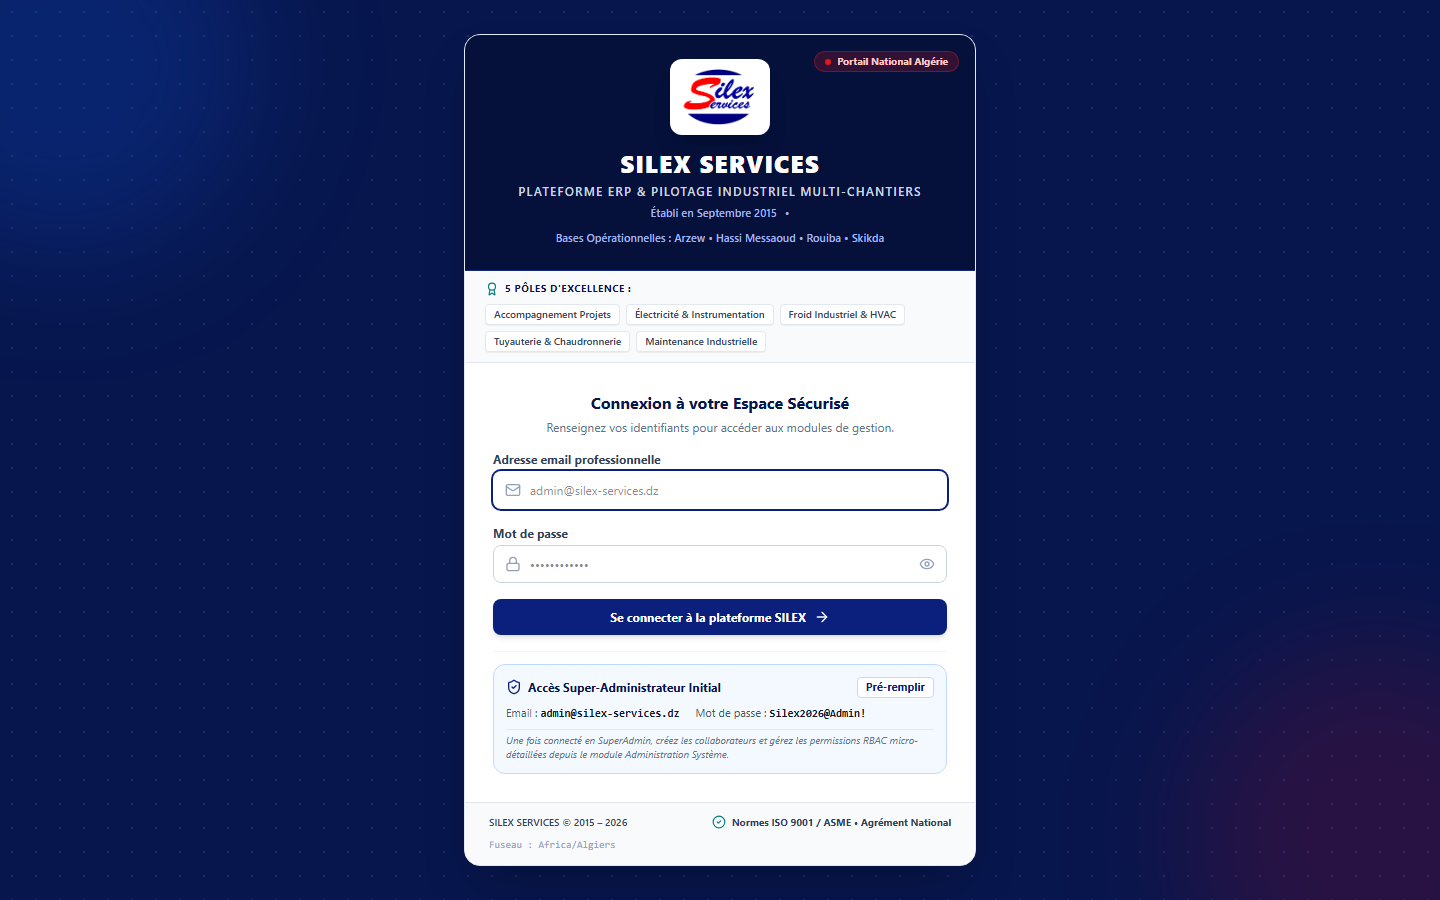 Portail National Algérie
Silex
Services
SILEX SERVICES
PLATEFORME ERP & PILOTAGE INDUSTRIEL MULTI-CHANTIERS
Établi en Septembre 2015 •
Bases Opérationnelles : Arzew • Hassi Messaoud • Rouiba • Skikda
5 PÔLES D'EXCELLENCE :
Accompagnement Projets Électricité & Instrumentation Froid Industriel & HVAC
Tuyauterie & Chaudronnerie Maintenance Industrielle
Connexion à votre Espace Sécurisé
Renseignez vos identifiants pour accéder aux modules de gestion.
Adresse email professionnelle
admin@silex-services.dz
Mot de passe
••••••••••••
Se connecter à la plateforme SILEX →
Accès Super-Administrateur Initial Pré-remplir
Email : admin@silex-services.dz Mot de passe : Silex2026@Admin!
Une fois connecté en SuperAdmin, créez les collaborateurs et gérez les permissions RBAC micro-
détaillées depuis le module Administration Système.
SILEX SERVICES © 2015 – 2026 Normes ISO 9001 / ASME • Agrément National
Fuseau : Africa/Algiers